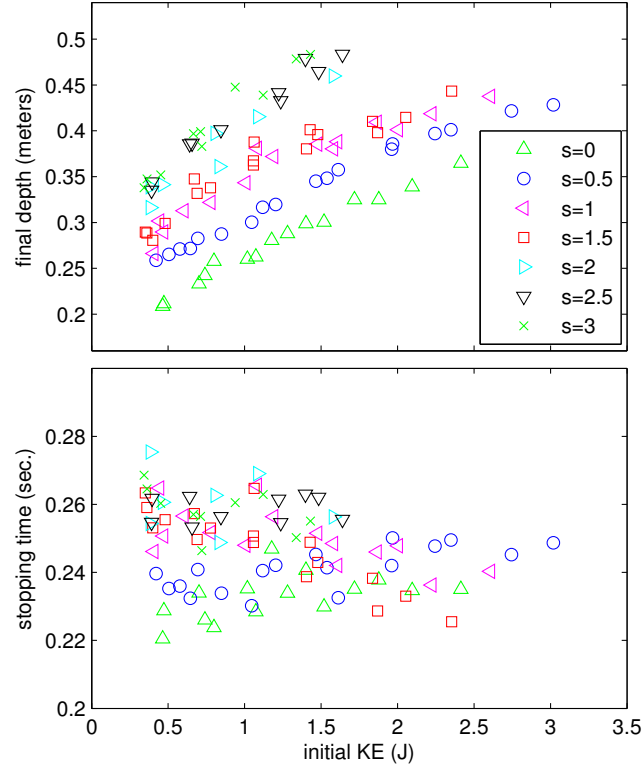 final depth (meters)
0.5
0.45
0.4
0.35
0.3
0.25
0.2
s=0
s=0.5
s=1
s=1.5
s=2
s=2.5
s=3
stopping time (sec.)
0.28
0.26
0.24
0.22
0.2
0 0.5 1 1.5 2 2.5 3 3.5
initial KE (J)